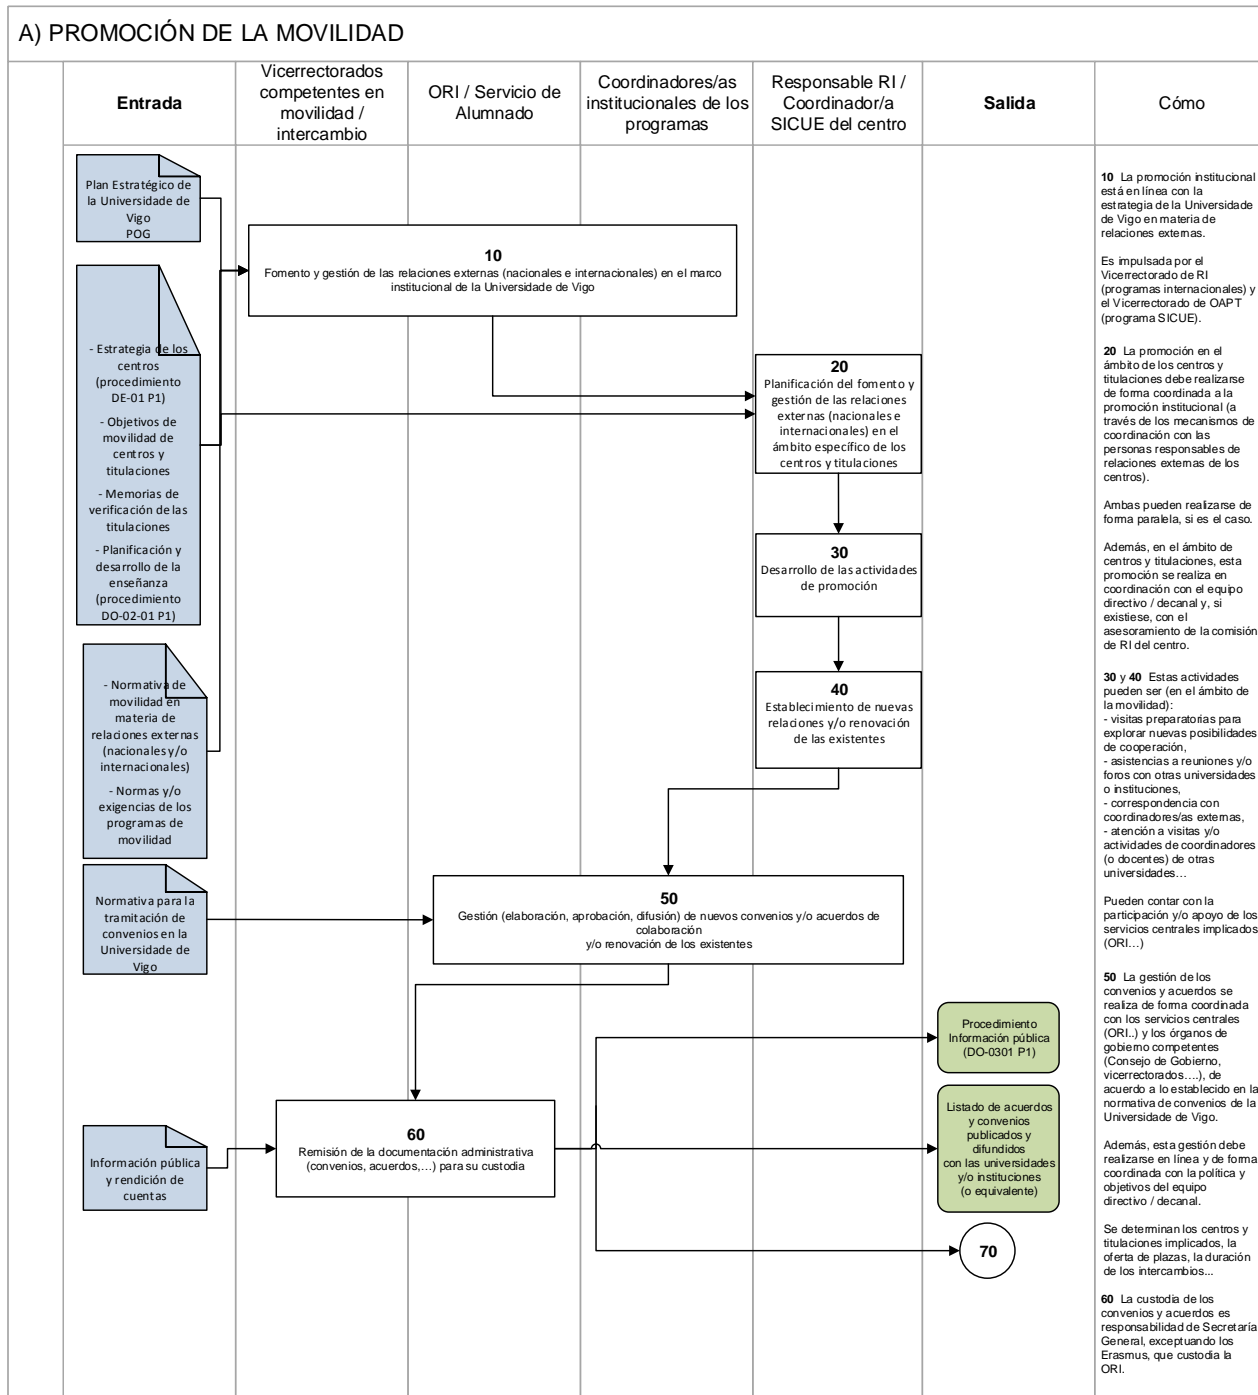 A) PROMOCIÓN DE LA MOVILIDAD
Entrada
Vicerrectorados
competentes en
movilidad /
intercambio
ORI / Servicio de
Alumnado
Coordinadores/as
institucionales de los
programas
Responsable RI /
Coordinador/a
SICUE del centro
Salida
Cómo
Plan Estratégico de
la Universidade de
Vigo
POG
- Estrategia de los
centros
(procedimiento
DE-01 P1)
- Objetivos de
movilidad de
centros y
titulaciones
- Memorias de
verificación de las
titulaciones
- Planificación y
desarrollo de la
enseñanza
(procedimiento
DO-02-01 P1)
- Normativa de
movilidad en
materia de
relaciones externas
(nacionales y/o
internacionales)
- Normas y/o
exigencias de los
programas de
movilidad
Normativa para la
tramitación de
convenios en la
Universidade de
Vigo
Información pública
y rendición de
cuentas
10
Fomento y gestión de las relaciones externas (nacionales e internacionales) en el marco
institucional de la Universidade de Vigo
20
Planificación del fomento y
gestión de las relaciones
externas (nacionales e
internacionales) en el
ámbito específico de los
centros y titulaciones
30
Desarrollo de las actividades
de promoción
40
Establecimiento de nuevas
relaciones y/o renovación
de las existentes
50
Gestión (elaboración, aprobación, difusión) de nuevos convenios y/o acuerdos de
colaboración
y/o renovación de los existentes
60
Remisión de la documentación administrativa
(convenios, acuerdos,...) para su custodia
Procedimiento
Información pública
(DO-0301 P1)
Listado de acuerdos
y convenios
publicados y
difundidos
con las universidades
y/o instituciones
(o equivalente)
70
10 La promoción institucional
está en línea con la
estrategia de la Universidade
de Vigo en materia de
relaciones externas.
Es impulsada por el
Vicerrectorado de RI
(programas internacionales) y
el Vicerrectorado de OAPT
(programa SICUE).
20 La promoción en el
ámbito de los centros y
titulaciones debe realizarse
de forma coordinada a la
promoción institucional (a
través de los mecanismos de
coordinación con las
personas responsables de
relaciones externas de los
centros).
Ambas pueden realizarse de
forma paralela, si es el caso.
Además, en el ámbito de
centros y titulaciones, esta
promoción se realiza en
coordinación con el equipo
directivo / decanal y, si
existiese, con el
asesoramiento de la comisión
de RI del centro.
30 y 40 Estas actividades
pueden ser (en el ámbito de
la movilidad):
- visitas preparatorias para
explorar nuevas posibilidades
de cooperación,
- asistencias a reuniones y/o
foros con otras universidades
o instituciones,
- correspondencia con
coordinadores/as externas,
- atención a visitas y/o
actividades de coordinadores
(o docentes) de otras
universidades...
Pueden contar con la
participación y/o apoyo de los
servicios centrales implicados
(ORI...)
50 La gestión de los
convenios y acuerdos se
realiza de forma coordinada
con los servicios centrales
(ORI..) y los órganos de
gobierno competentes
(Consejo de Gobierno,
vicerrectorados....), de
acuerdo a lo establecido en la
normativa de convenios de la
Universidade de Vigo.
Además, esta gestión debe
realizarse en línea y de forma
coordinada con la política y
objetivos del equipo
directivo / decanal.
Se determinan los centros y
titulaciones implicados, la
oferta de plazas, la duración
de los intercambios...
60 La custodia de los
convenios y acuerdos es
responsabilidad de Secretaría
General, exceptuando los
Erasmus, que custodia la
ORI.